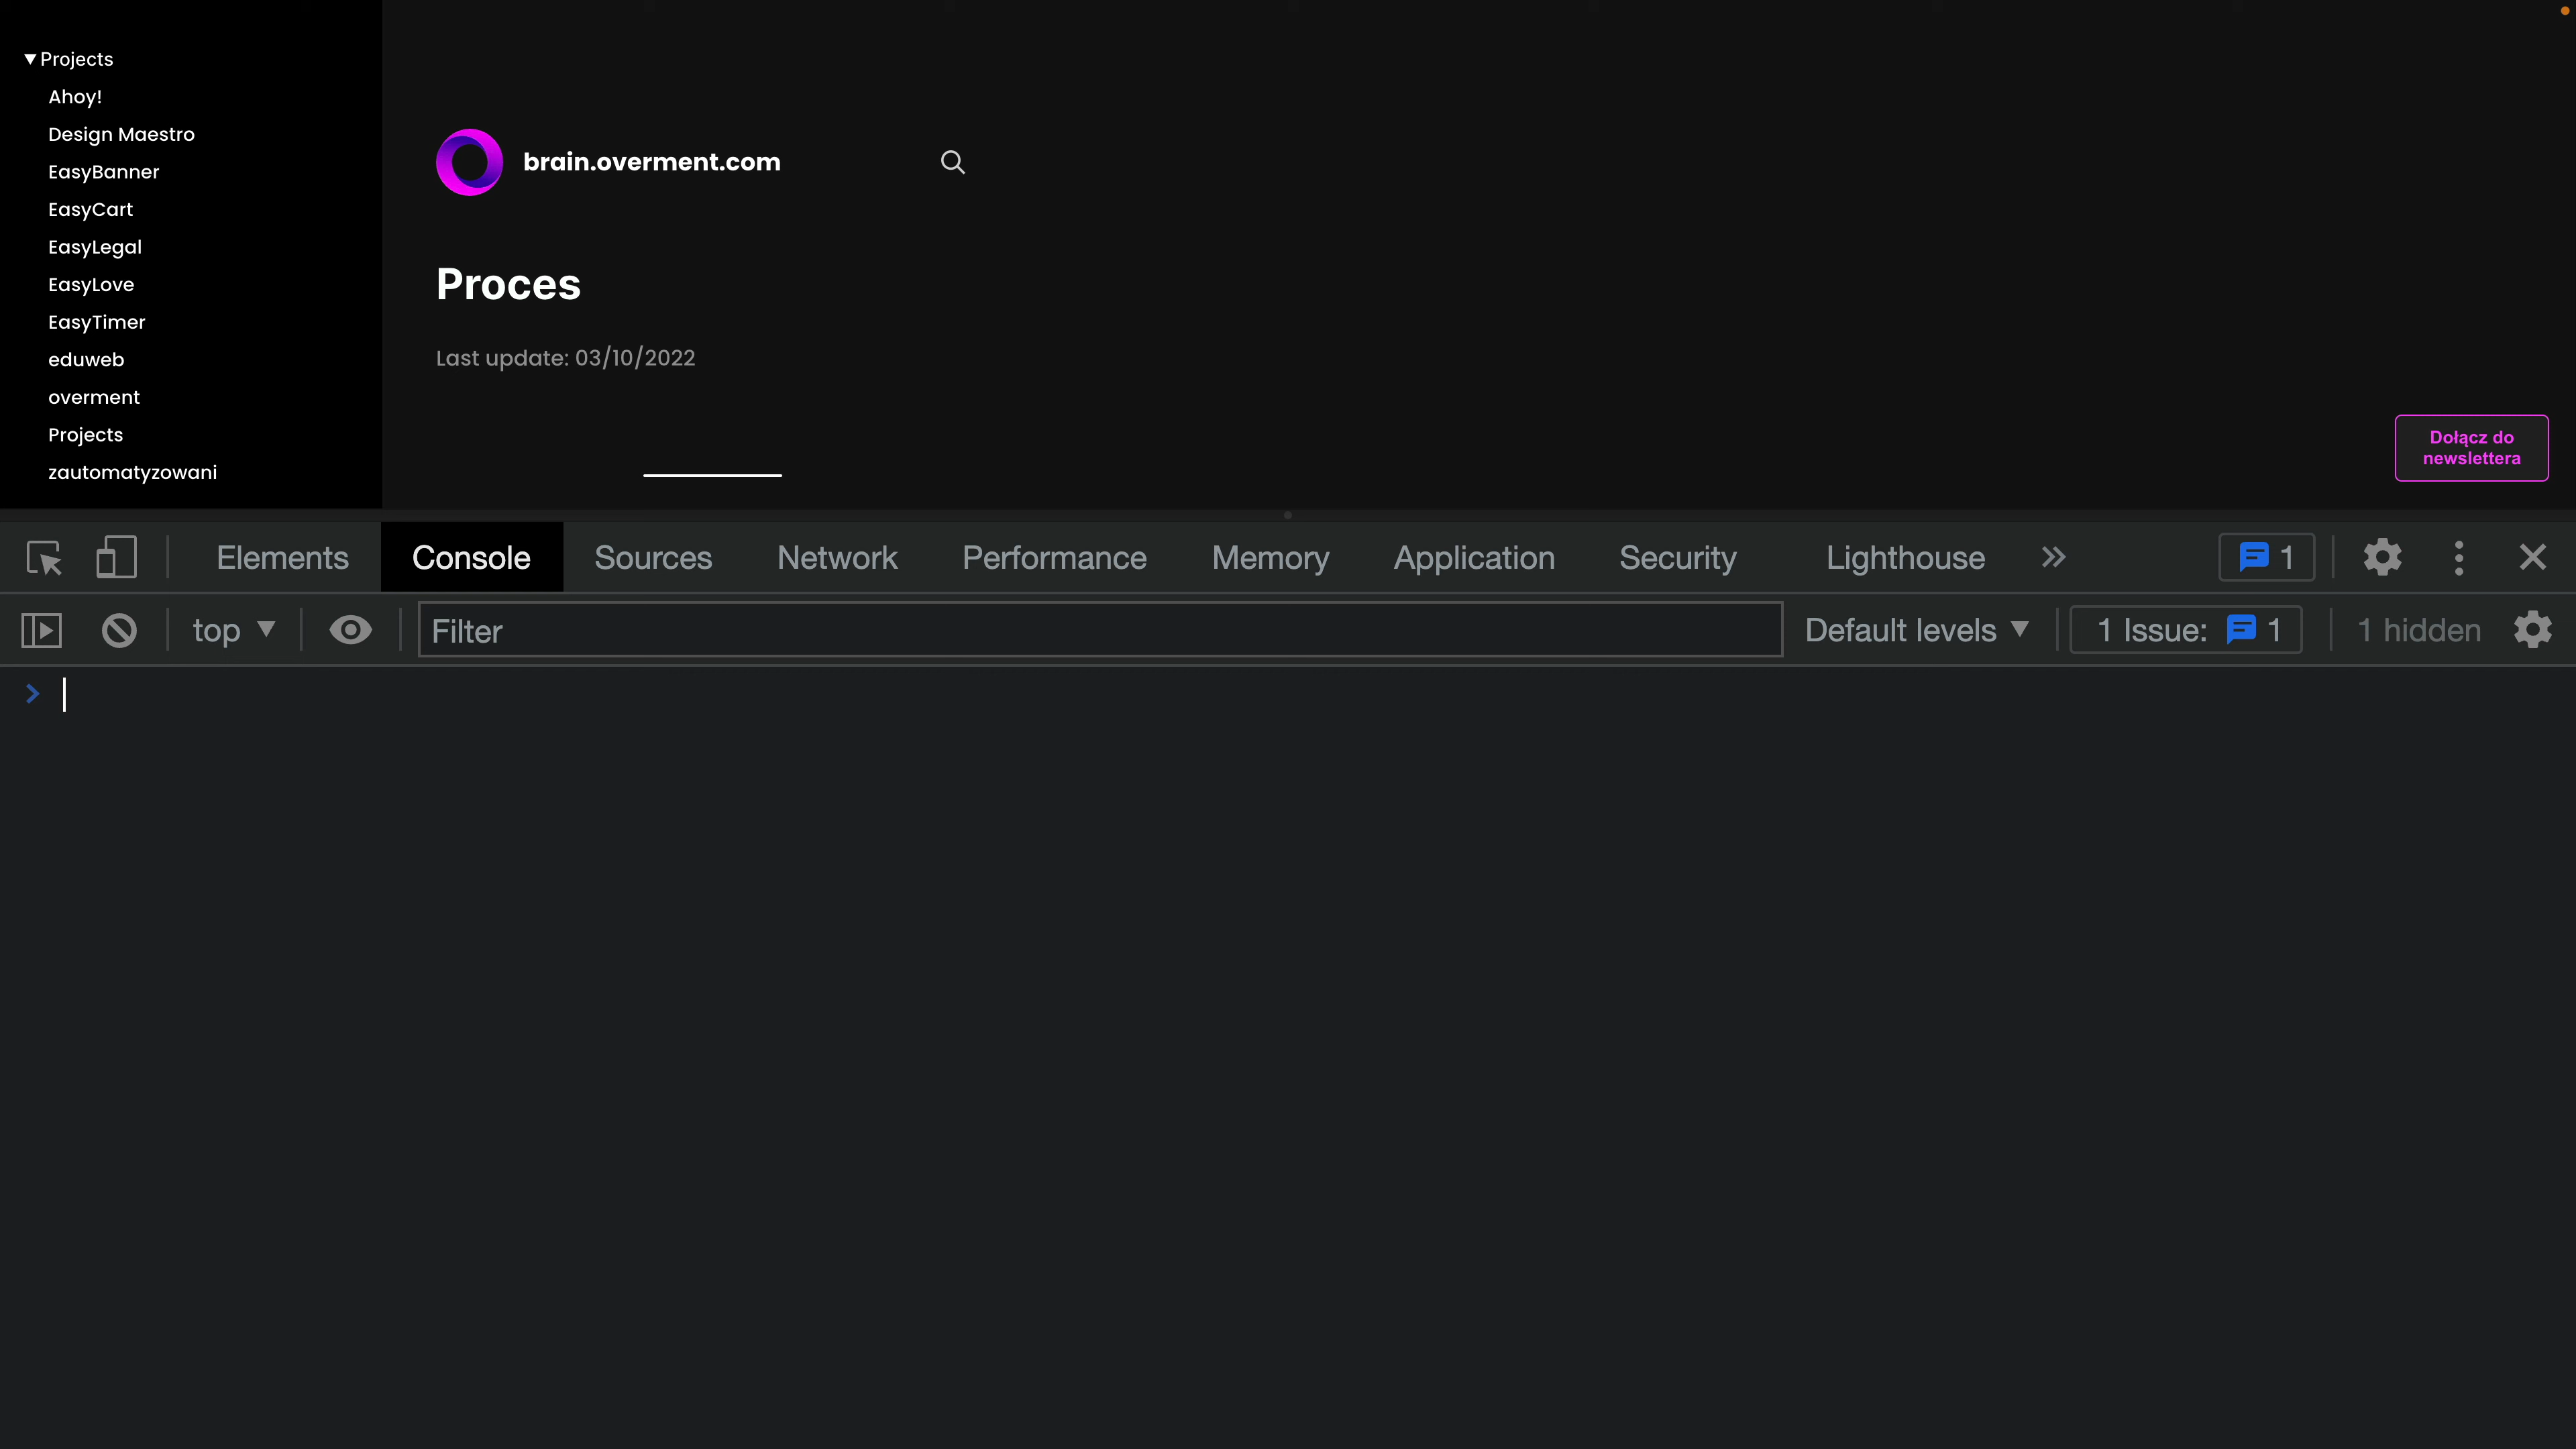 Projects
Ahoy!
Design Maestro
EasyBanner
EasyCart
EasyLegal
EasyLove
EasyTimer
eduweb
overment
Projects
zautomatyzowani
brain.overment.com
Proces
Last update: 03/10/2022
Dołącz do
newslettera
Elements Console Sources Network Performance Memory Application Security Lighthouse 1
top Filter Default levels 1 Issue: 1 1 hidden